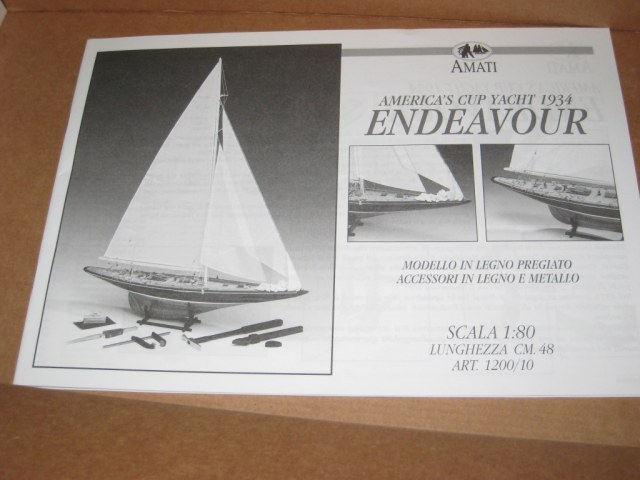 AMATI
AMERICA'S CUP YACHT 1934
ENDEAVOUR
MODELLO IN LEGNO PREGIATO
ACCESSORI IN LEGNO E METALLO
SCALA 1:80
LUNGHEZZA CM. 48
ART. 1200/10